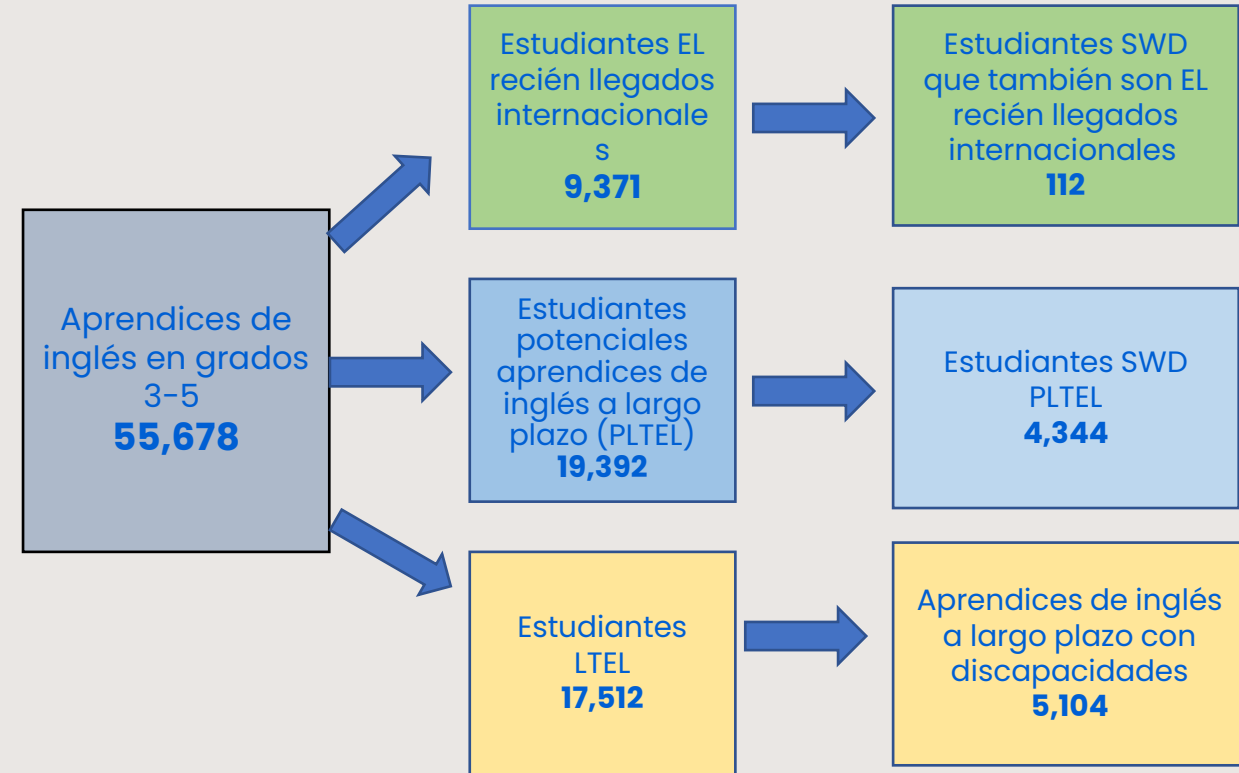 Aprendices de
inglés en grados
3-5
55,678
Estudiantes EL
recién llegados
internacionale
s
9,371
Estudiantes SWD
que también son EL
recién llegados
internacionales
112
Estudiantes
potenciales
aprendices de
inglés a largo
plazo (PLTEL)
19,392
Estudiantes SWD
PLTEL
4,344
Estudiantes
LTEL
17,512
Aprendices de inglés
a largo plazo con
discapacidades
5,104